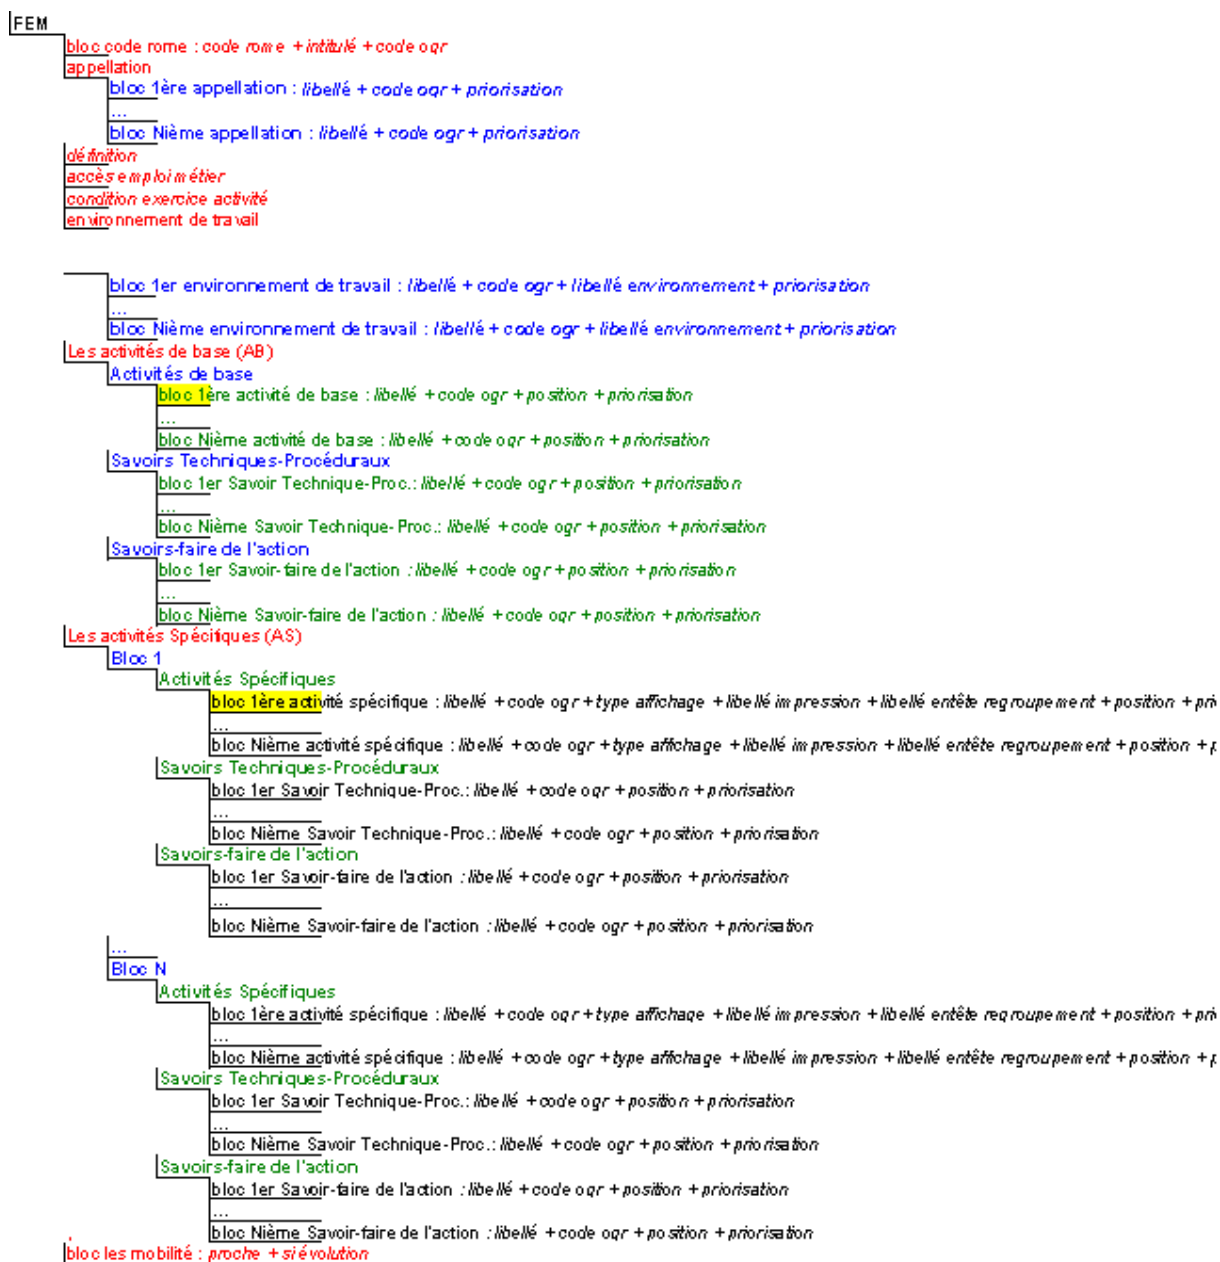 FEM
bloc code rome : code rome + intitulé + code ogr
appellation
bloc 1ère appellation : libellé + code ogr + priorisation
...
bloc Nième appellation : libellé + code ogr + priorisation
définition
accès emploi métier
condition exercice activité
environnement de travail
bloc 1er environnement de travail : libellé + code ogr + libellé environnement + priorisation
...
bloc Nième environnement de travail : libellé + code ogr + libellé environnement + priorisation
Les activités de base (AB)
Activités de base
bloc 1ère activité de base : libellé + code ogr + position + priorisation
...
bloc Nième activité de base : libellé + code ogr + position + priorisation
Savoirs Techniques-Procéduraux
bloc 1er Savoir Technique-Proc.: libellé + code ogr + position + priorisation
...
bloc Nième Savoir Technique- Proc.: libellé + code ogr + position + priorisation
Savoirs-faire de l'action
bloc 1er Savoir-faire de l'action : libellé + code ogr + position + priorisation
...
bloc Nième Savoir-faire de l'action : libellé + code ogr + position + priorisation
Les activités Spécifiques (AS)
Bloc 1
Activités Spécifiques
bloc 1ère activité spécifique : libellé + code ogr + type affichage + libellé impression + libellé entête regroupement + position + pri
...
bloc Nième activité spécifique : libellé + code ogr + type affichage + libellé impression + libellé entête regroupement + position + p
Savoirs Techniques-Procéduraux
bloc 1er Savoir Technique-Proc.: libellé + code ogr + position + priorisation
...
bloc Nième Savoir Technique-Proc.: libellé + code ogr + position + priorisation
Savoirs-faire de l'action
bloc 1er Savoir-faire de l'action : libellé + code ogr + position + priorisation
...
bloc Nième Savoir-faire de l'action : libellé + code ogr + position + priorisation
...
Bloc N
Activités Spécifiques
bloc 1ère activité spécifique : libellé + code ogr + type affichage + libellé impression + libellé entête regroupement + position + pri
...
bloc Nième activité spécifique : libellé + code ogr + type affichage + libellé impression + libellé entête regroupement + position + p
Savoirs Techniques-Procéduraux
bloc 1er Savoir Technique-Proc.: libellé + code ogr + position + priorisation
...
bloc Nième Savoir Technique-Proc.: libellé + code ogr + position + priorisation
Savoirs-faire de l'action
bloc 1er Savoir-faire de l'action : libellé + code ogr + position + priorisation
...
bloc Nième Savoir-faire de l'action : libellé + code ogr + position + priorisation
bloc les mobilité : proche + si évolution